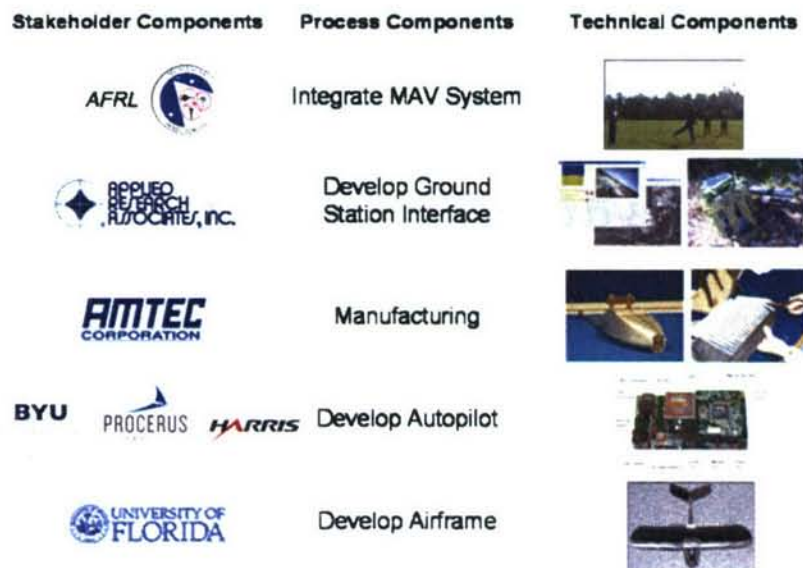 Stakeholder Components Process Components Technical Components
AFRL Integrate MAV System
APPLIED
RESEARCH
ASSOCIATES, INC.
Develop Ground
Station Interface
AMTEC
CORPORATION
Manufacturing
BYU PROCERUS HARRIS Develop Autopilot
UNIVERSITY OF
FLORIDA
Develop Airframe